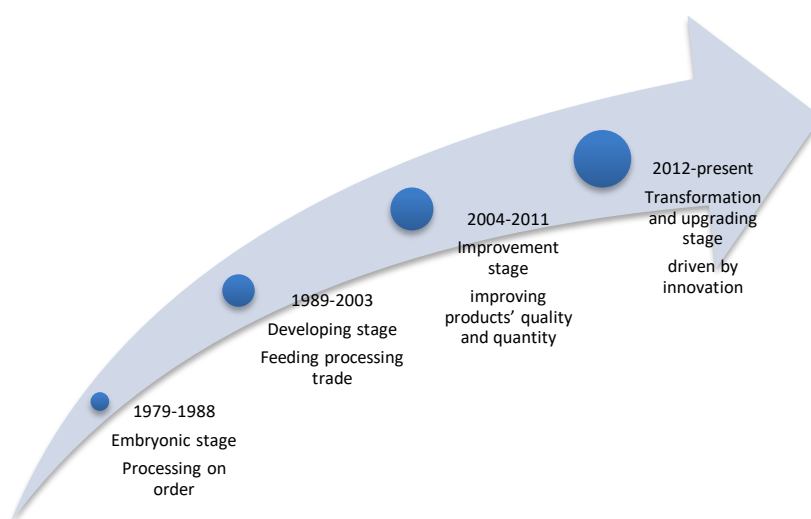 1979-1988
Embryonic stage
Processing on
order
1989-2003
Developing stage
Feeding processing
trade
2004-2011
Improvement
stage
improving
products’ quality
and quantity
2012-present
Transformation
and upgrading
stage
driven by
innovation